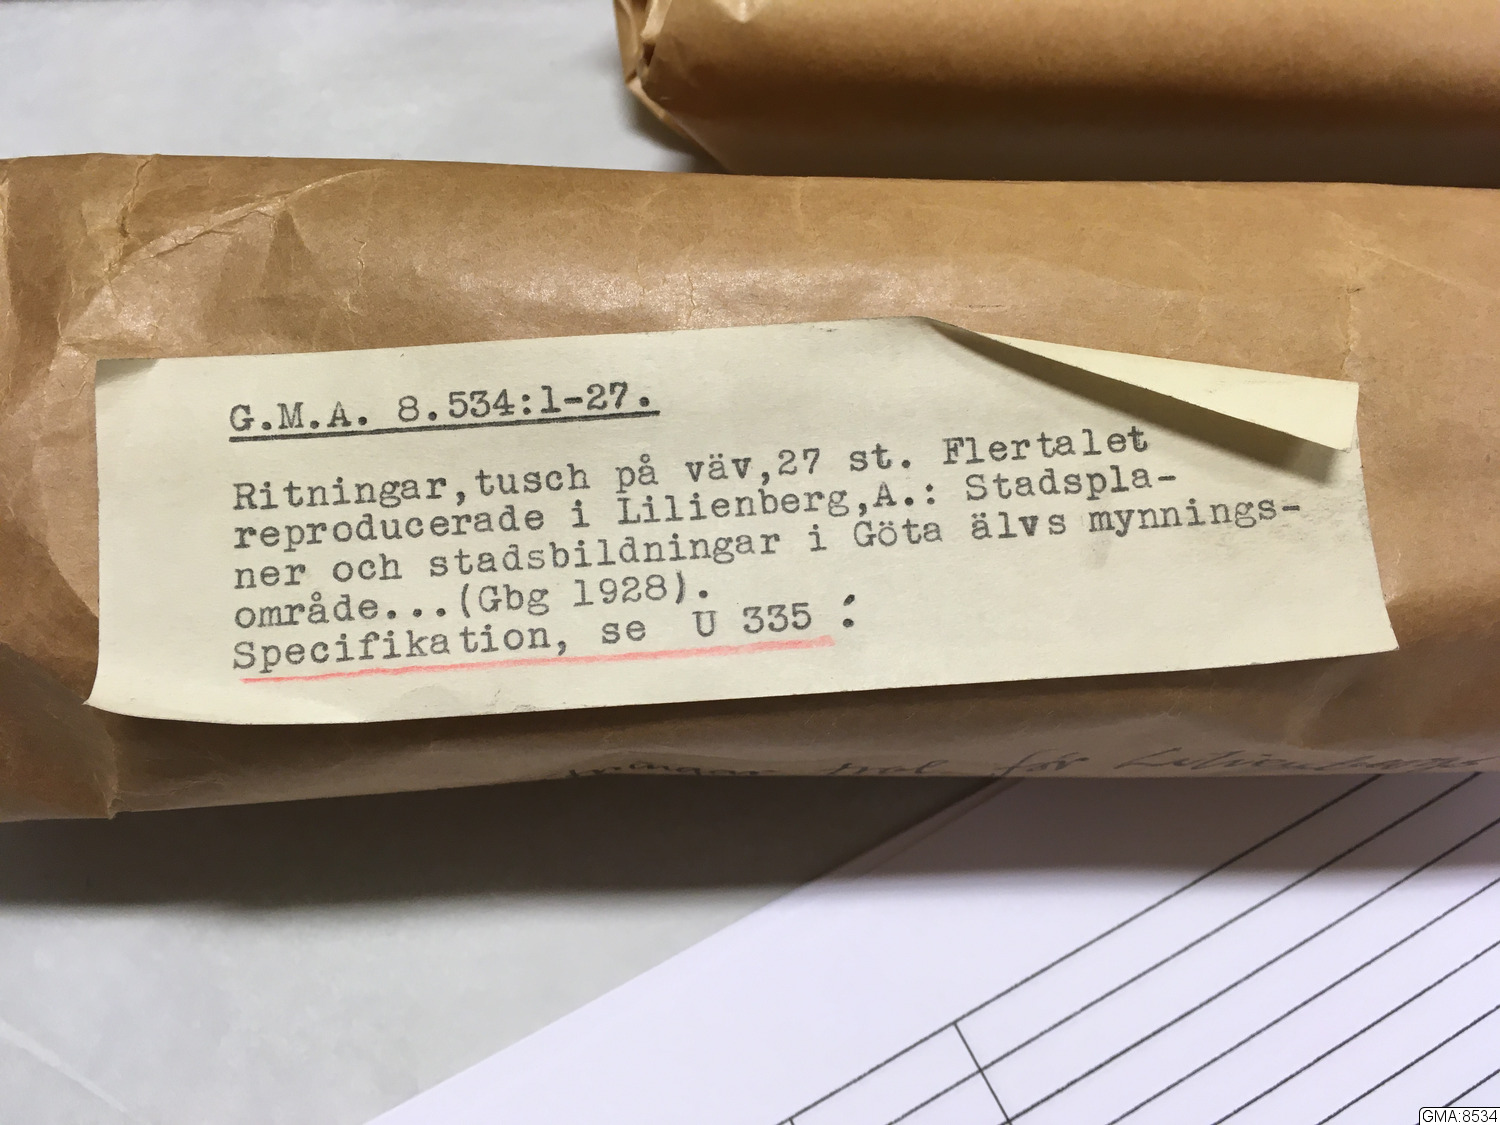 G.M.A. 8.534:1-27.
Ritningar,tusch på väv,27 st. Flertalet
reproducerade i Lilienberg,A.: Stadspla-
ner och stadsbildningar i Göta älvs mynnings-
område...(Gbg 1928).
Specifikation, se U 335 :
för
GMA:8534